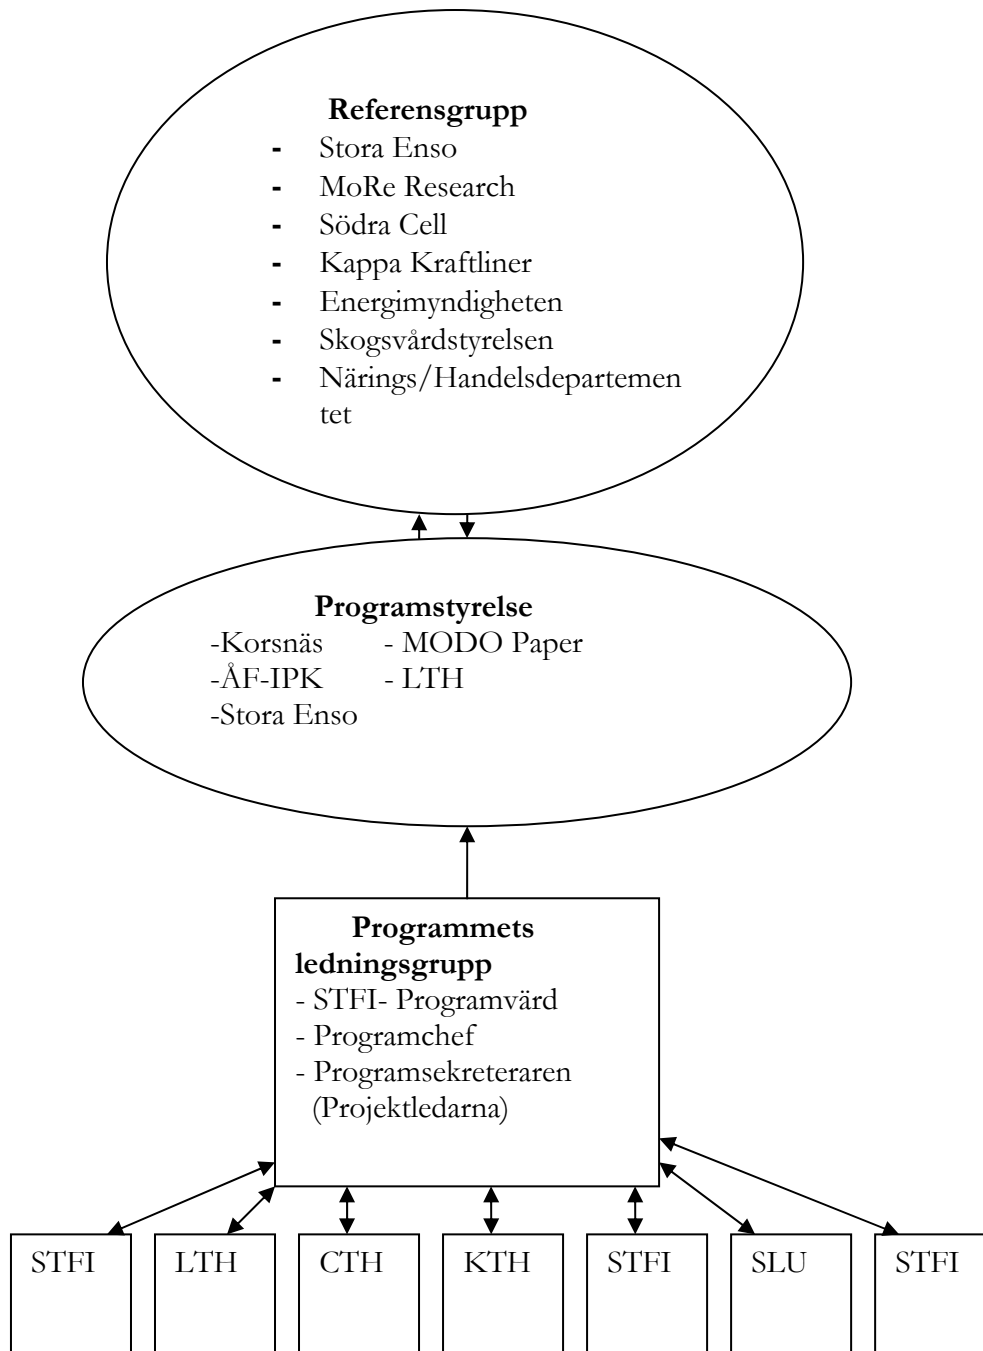 Referensgrupp
- Stora Enso
- MoRe Research
- Södra Cell
- Kappa Kraftliner
- Energimyndigheten
- Skogsvårdstyrelsen
- Närings/Handelsdepartemen
tet
Programstyrelse
-Korsnäs - MODO Paper
-ÅF-IPK - LTH
-Stora Enso
Programmets
ledningsgrupp
- STFI- Programvärd
- Programchef
- Programsekreteraren
(Projektledarna)
STFI LTH CTH KTH STFI SLU STFI